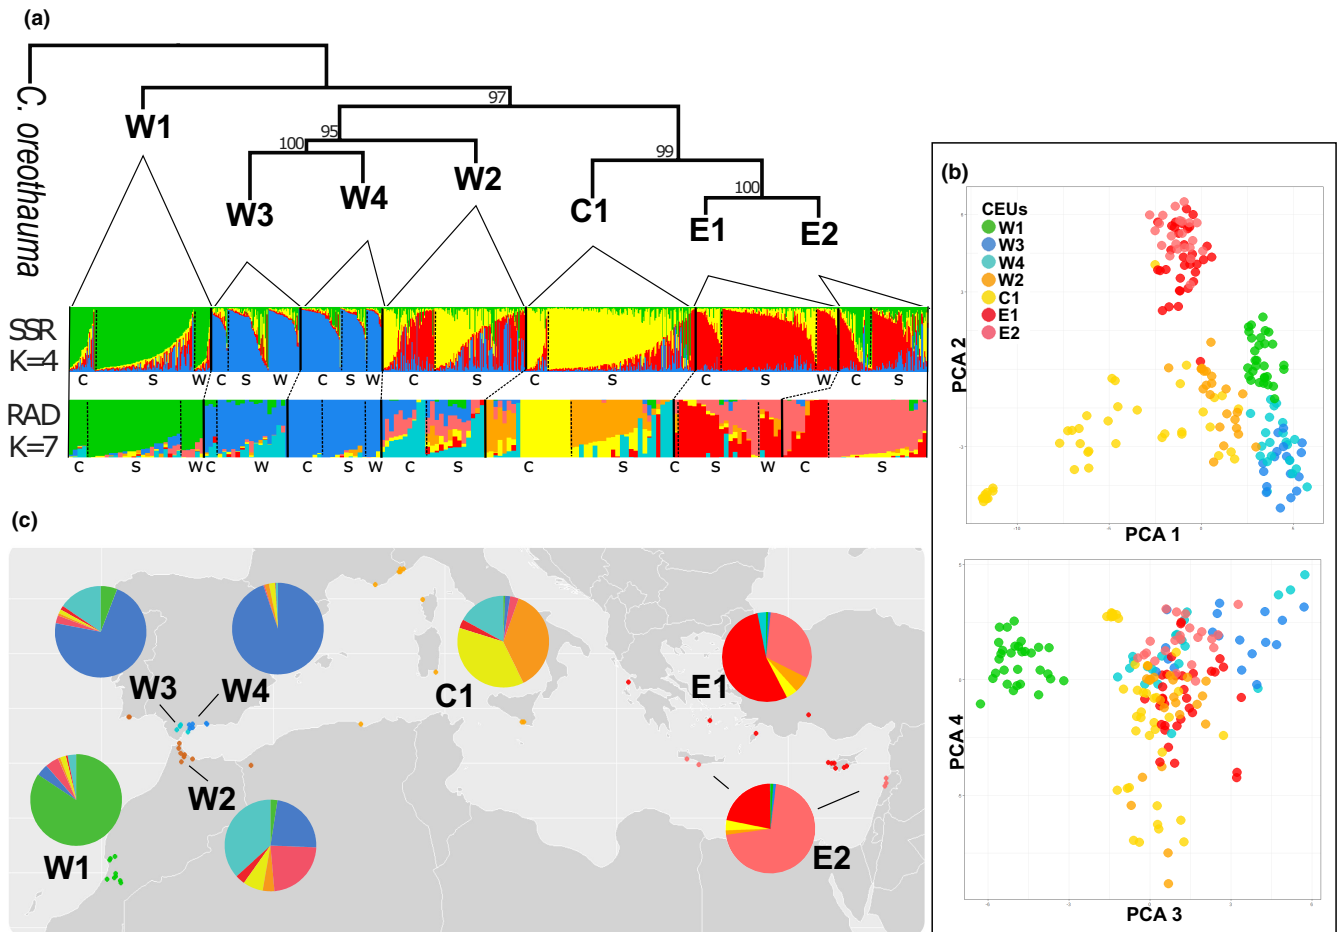 (a)
97
C. oreothauma
W1
95
100
99
W3
W4
W2
100
C1
E1
E2
SSR
K=4
C S W C S W C S W C S C S C S W C S
RAD
K=7
C S W C W C S W C S S C S W C S
(b)
CEUs
W1
W3
W4
W2
C1
E1
E2
PCA 2
PCA 1
PCA 4
PCA 3
(c)
W3
W4
C1
E1
W2
W1
E2